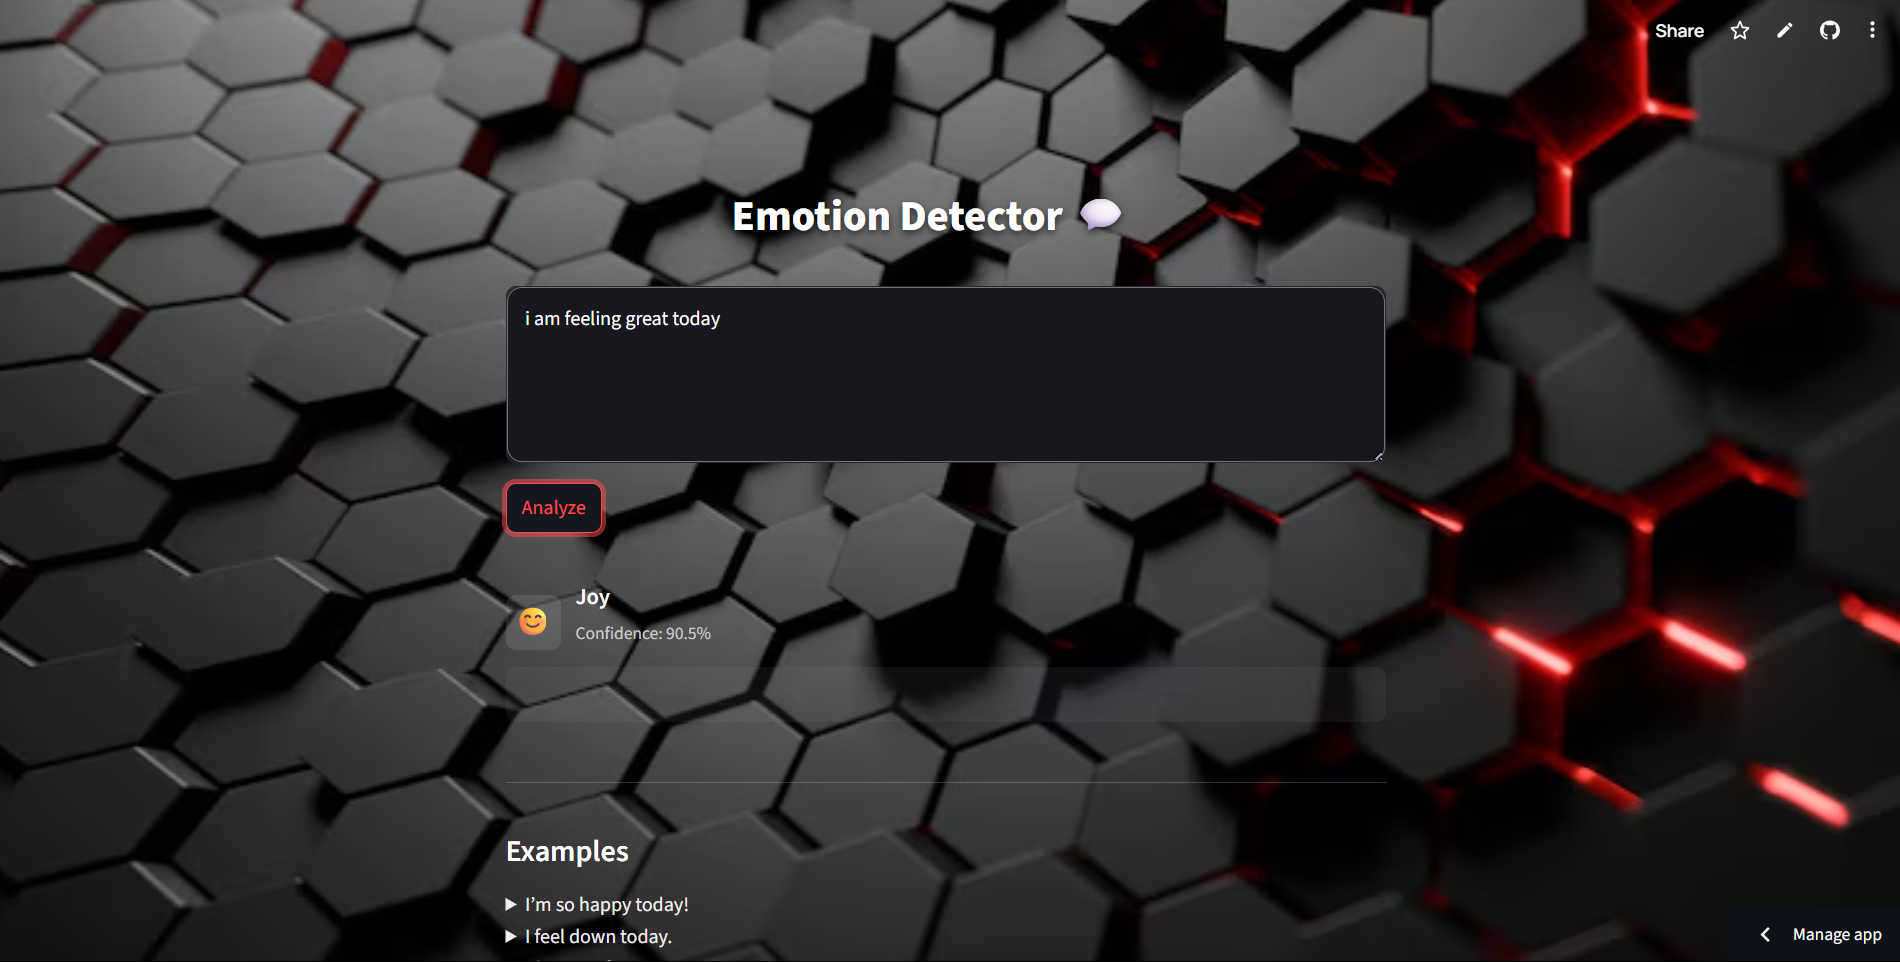 Share
Emotion Detector
i am feeling great today
Analyze
Joy
Confidence: 90.5%
Examples
I'm so happy today!
I feel down today.
Manage app